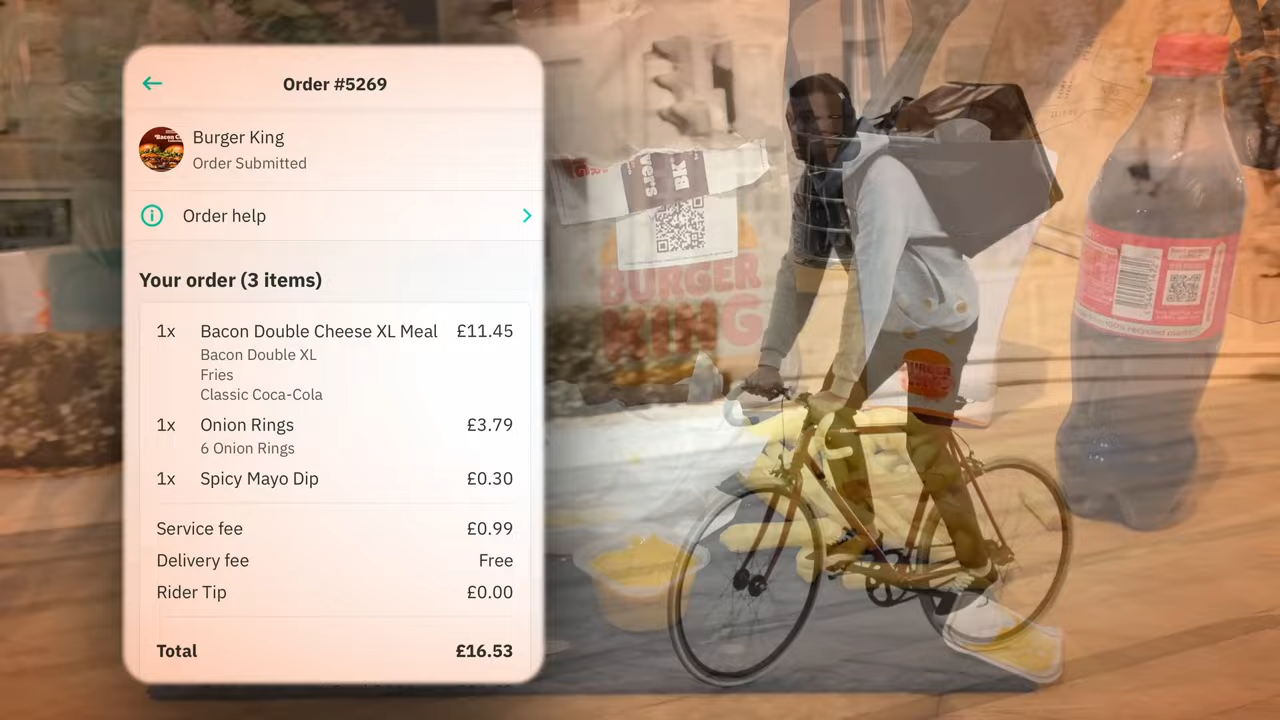 Order #5269
Burger King
Order Submitted
Order help
Your order (3 items)
1x Bacon Double Cheese XL Meal £11.45
Bacon Double XL
Fries
Classic Coca-Cola
1x Onion Rings £3.79
6 Onion Rings
1x Spicy Mayo Dip £0.30
Service fee £0.99
Delivery fee Free
Rider Tip £0.00
Total £16.53
vers
BK
BURGER
KING
BURGER
KING